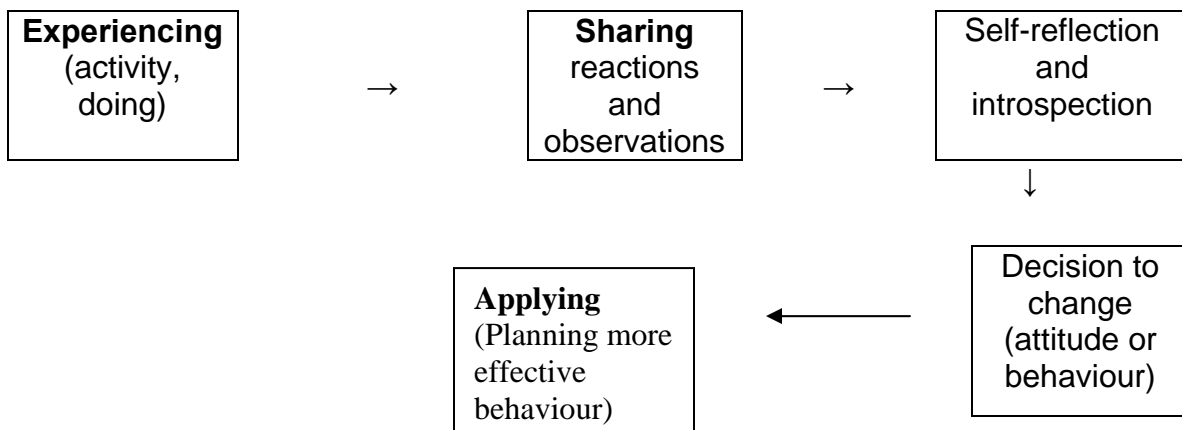 Experiencing
(activity,
doing)
→
Sharing
reactions
and
observations
→
Self-reflection
and
introspection
↓
Decision to
change
(attitude or
behaviour)
Applying
(Planning more
effective
behaviour)